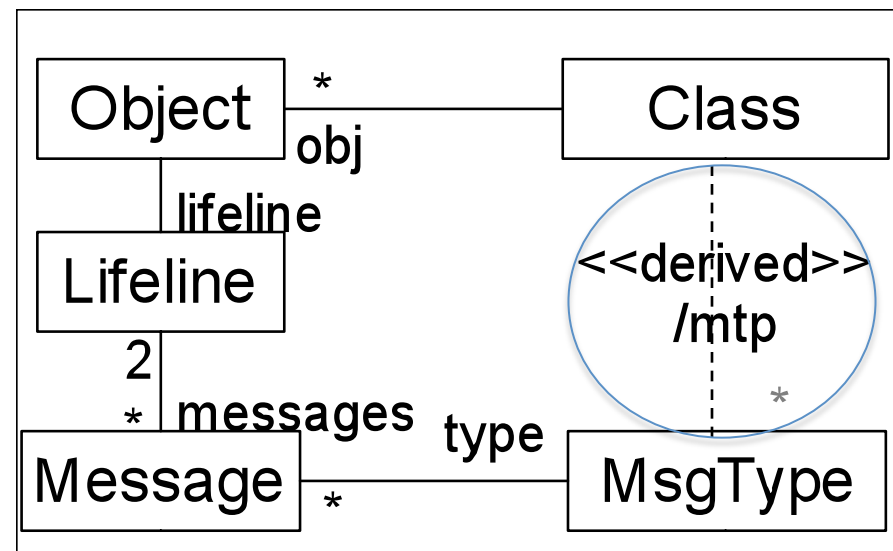 Object
*
obj
Class
lifeline
Lifeline
<<derived>>
/mtp
2
*
messages
type
*
Message
*
MsgType